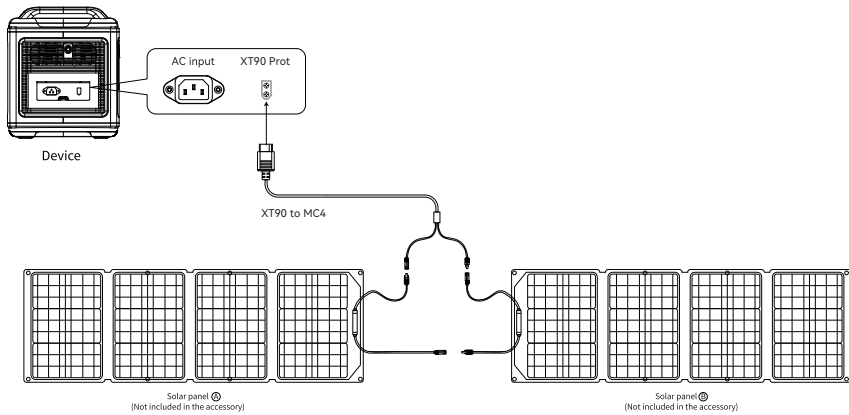 AC input
XT90 Prot
Device
XT90 to MC4
Solar panel Ⓐ
(Not included in the accessory)
Solar panel Ⓑ
(Not included in the accessory)